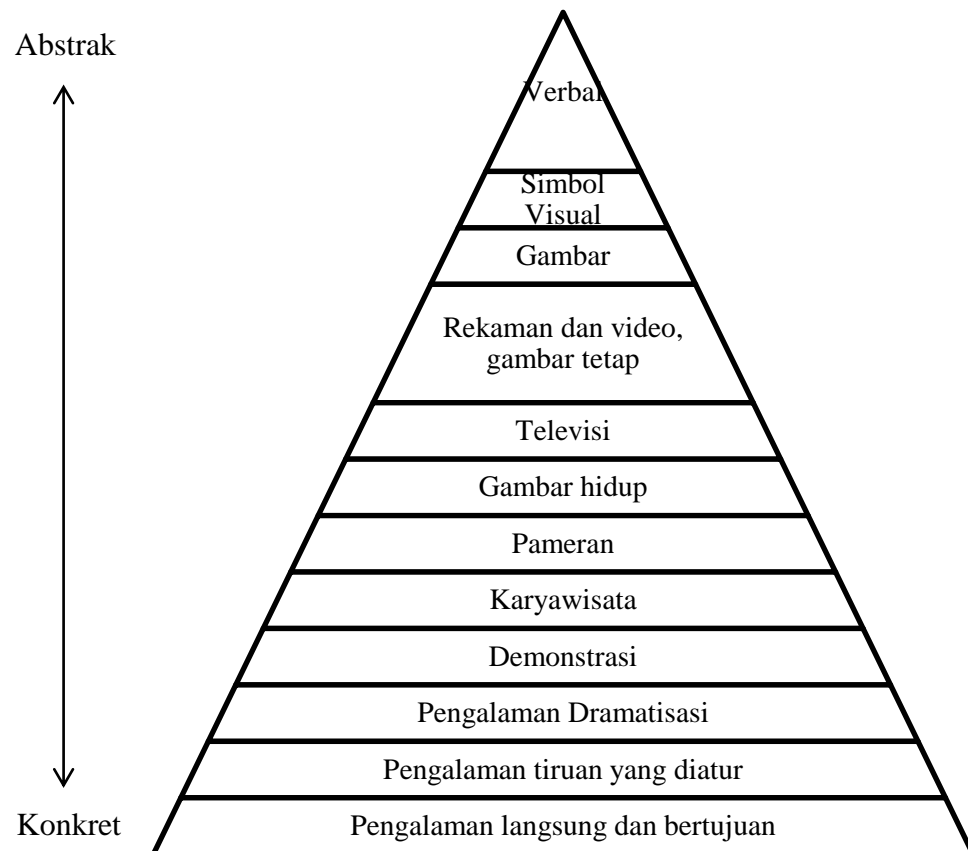 Abstrak
Verbal
Simbol
Visual
Gambar
Rekaman dan video,
gambar tetap
Televisi
Gambar hidup
Pameran
Karyawisata
Demonstrasi
Pengalaman Dramatisasi
Pengalaman tiruan yang diatur
Konkret
Pengalaman langsung dan bertujuan